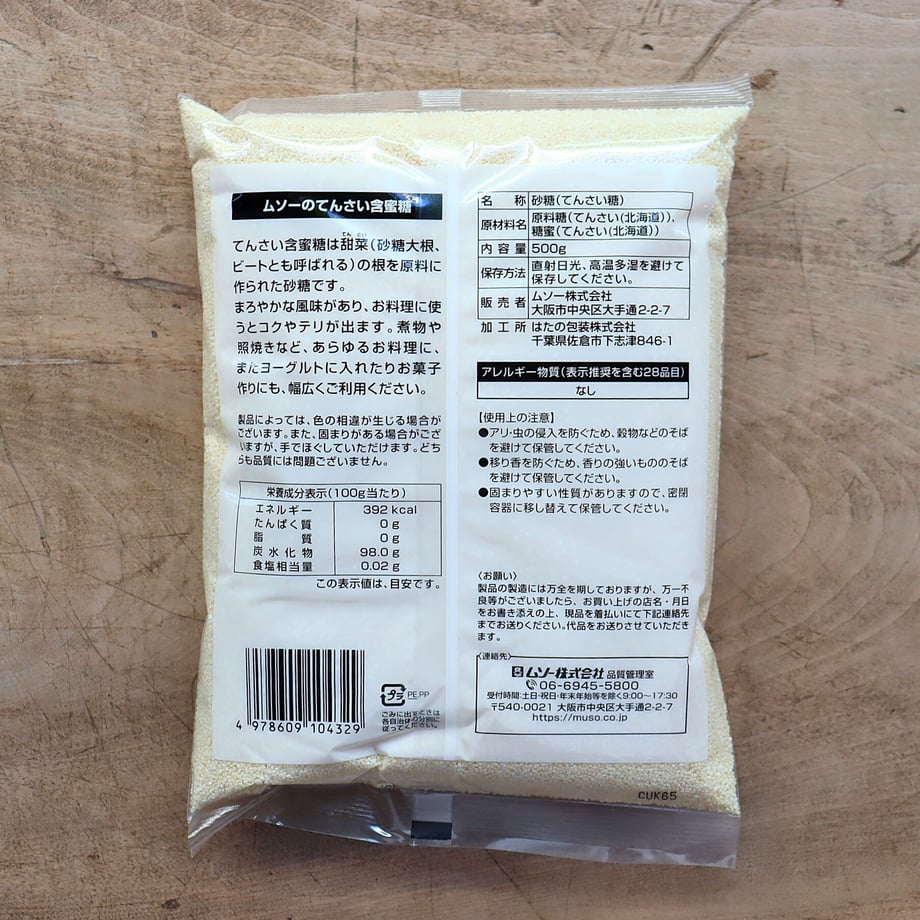 ムソーのてんさい含蜜糖
てん さい
てんさい含蜜糖は甜菜(砂糖大根、
ビートとも呼ばれる)の根を原料に
作られた砂糖です。
まろやかな風味があり、お料理に使
うとコクやテリが出ます。煮物や
照焼きなど、あらゆるお料理に、
またヨーグルトに入れたりお菓子
作りにも、幅広くご利用ください。
製品によっては、色の相違が生じる場合が
ございます。また、固まりがある場合がござ
いますが、手でほぐしていただけます。どち
らも品質には問題ございません。
栄養成分表示(100g当たり)
エネルギー 392 kcal
たんぱく質 0 g
脂質 0 g
炭水化物 98.0 g
食塩相当量 0.02 g
この表示値は、目安です。
4 978609 104329
プラ PE,PP
ごみに出すときは
各自治体の分別に
従ってください。
名称 砂糖(てんさい糖)
原材料名 原料糖(てんさい(北海道))、
糖蜜(てんさい(北海道))
内容量 500g
保存方法 直射日光、高温多湿を避けて
保存してください。
販売者 ムソー株式会社
大阪市中央区大手通2-2-7
加工所 はたの包装株式会社
千葉県佐倉市下志津846-1
アレルギー物質(表示推奨を含む28品目)
なし
【使用上の注意】
●アリ・虫の侵入を防ぐため、穀物などのそば
を避けて保管してください。
●移り香を防ぐため、香りの強いもののそば
を避けて保管してください。
●固まりやすい性質がありますので、密閉
容器に移し替えて保管してください。
〈お願い〉
製品の製造には万全を期しておりますが、万一不
良等がございましたら、お買い上げの店名・月日
をお書き添えの上、現品を着払いにて下記連絡先
までお送りください。代品をお送りさせていただき
ます。
〈連絡先〉
ムソー株式会社 品質管理室
06-6945-5800
受付時間:土日・祝日・年末年始等を除く9:00〜17:30
〒540-0021 大阪市中央区大手通2-2-7
https://muso.co.jp
CUK65